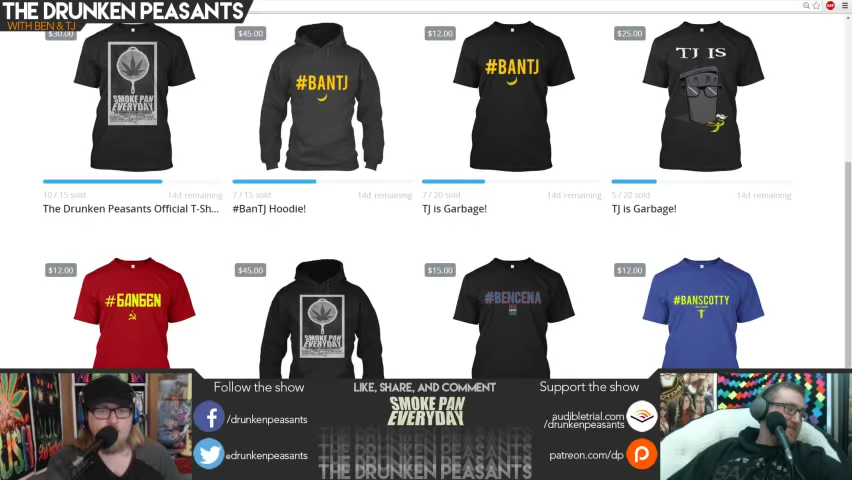 THE DRUNKEN PEASANTS
WITH BEN & TJ
$30.00
$45.00
$12.00
$25.00
SMOKE PAN
EVERYDAY
#BANTJ
#BANTJ
TJ IS
10 / 15 sold
14d remaining
7 / 15 sold
14d remaining
7 / 20 sold
14d remaining
5 / 20 sold
14d remaining
The Drunken Peasants Official T-Sh...
#BanTJ Hoodie!
TJ is Garbage!
TJ is Garbage!
$12.00
$45.00
$15.00
$12.00
#БАПБЕП
SMOKE PAN
EVERYDAY
#BENCENA
#BANSCOTTY
Follow the show
/drunkenpeasants
@drunkenpeasants
LIKE, SHARE, AND COMMENT
SMOKE PAN
EVERYDAY
THE DRUNKEN PEASANTS
Support the show
audibletrial.com
/drunkenpeasants
patreon.com/dp